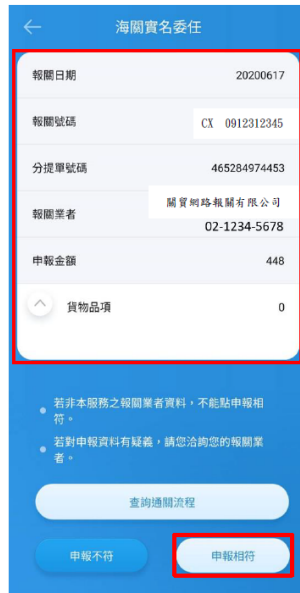 海關實名委任
報關日期 20200617
報關號碼 CX 0912312345
分提單號碼 465284974453
報關業者 關貿網路報關有限公司
02-1234-5678
申報金額 448
貨物品項 0
若非本服務之報關業者資料，不能點申報相
符。
若對申報資料有疑義，請您洽詢您的報關業
者。
查詢通關流程
申報不符 申報相符